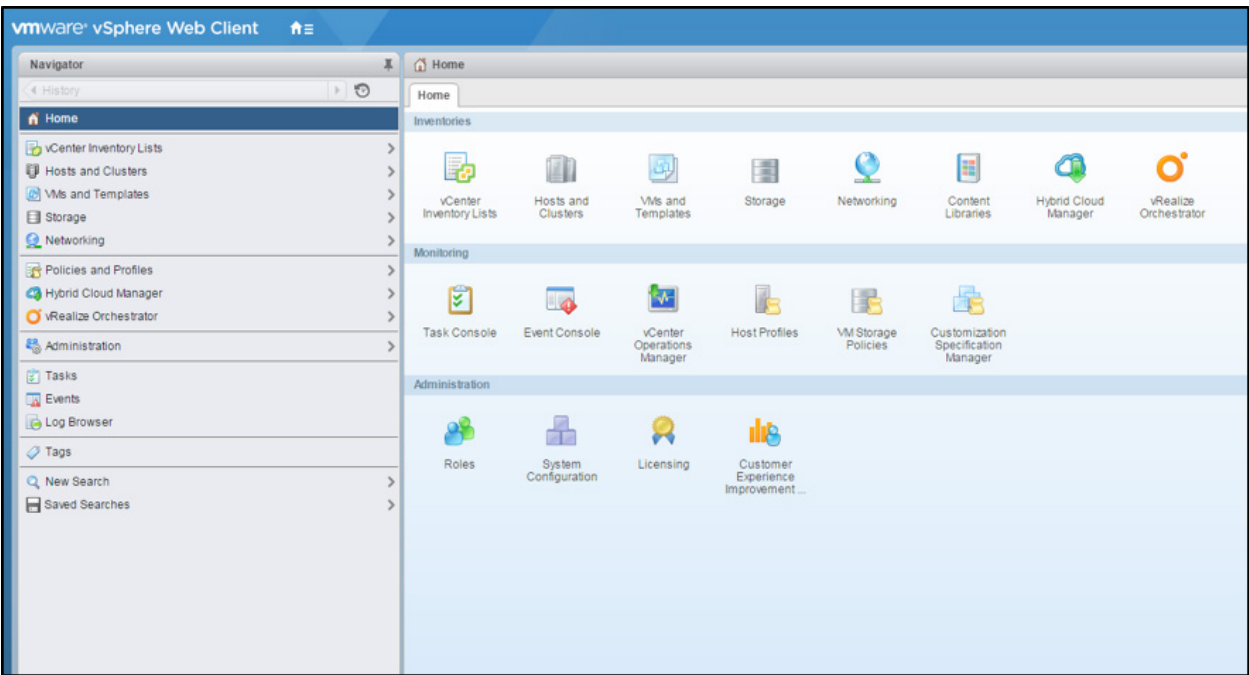 vmware® vSphere Web Client
Navigator
History
Home
vCenter Inventory Lists
Hosts and Clusters
VMs and Templates
Storage
Networking
Policies and Profiles
Hybrid Cloud Manager
vRealize Orchestrator
Administration
Tasks
Events
Log Browser
Tags
New Search
Saved Searches
Home
Home
Inventories
vCenter
Inventory Lists
Hosts and
Clusters
VMs and
Templates
Storage
Networking
Content
Libraries
Hybrid Cloud
Manager
vRealize
Orchestrator
Monitoring
Task Console
Event Console
vCenter
Operations
Manager
Host Profiles
VM Storage
Policies
Customization
Specification
Manager
Administration
Roles
System
Configuration
Licensing
Customer
Experience
Improvement ...